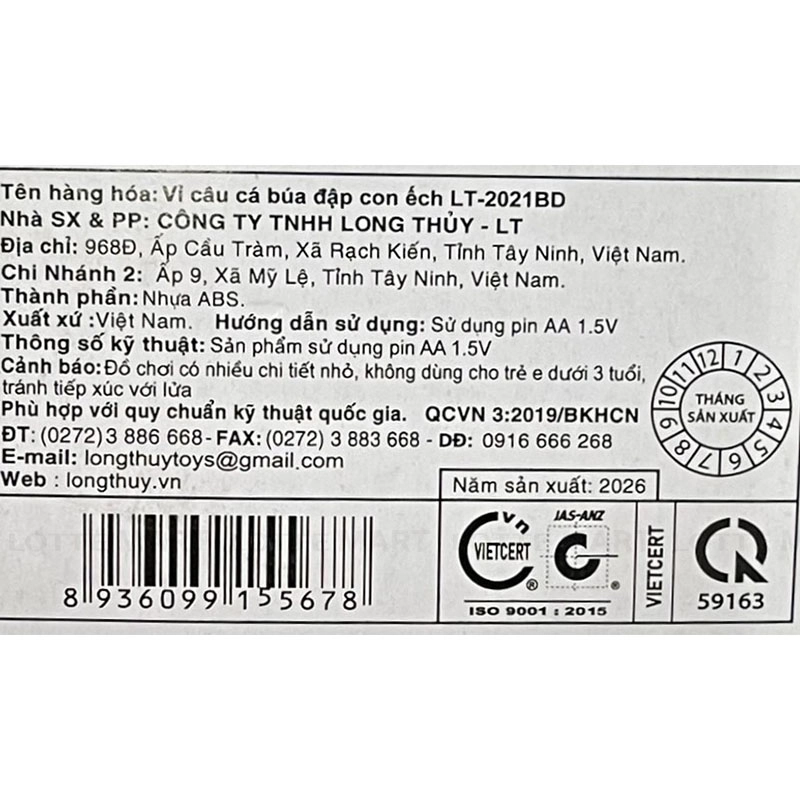 Tên hàng hóa: Vỉ câu cá búa đập con ếch LT-2021BD
Nhà SX & PP: CÔNG TY TNHH LONG THỦY - LT
Địa chỉ: 968Đ, Ấp Cầu Tràm, Xã Rạch Kiến, Tỉnh Tây Ninh, Việt Nam.
Chi Nhánh 2: Ấp 9, Xã Mỹ Lệ, Tỉnh Tây Ninh, Việt Nam.
Thành phần: Nhựa ABS.
Xuất xứ :Việt Nam. Hướng dẫn sử dụng: Sử dụng pin AA 1.5V
Thông số kỹ thuật: Sản phẩm sử dụng pin AA 1.5V
Cảnh báo: Đồ chơi có nhiều chi tiết nhỏ, không dùng cho trẻ e dưới 3 tuổi,
tránh tiếp xúc với lửa
Phù hợp với quy chuẩn kỹ thuật quốc gia. QCVN 3:2019/BKHCN
ĐT: (0272) 3 886 668 - FAX: (0272) 3 883 668 - DĐ: 0916 666 268
E-mail: longthuytoys@gmail.com
Web : longthuy.vn
1 2 3 4 5 6 7 8 9 10 11 12
THÁNG
SẢN XUẤT
Năm sản xuất: 2026
8 936099 155678
vn
VIETCERT
®
JAS-ANZ
®
ISO 9001 : 2015
VIETCERT
CR
59163